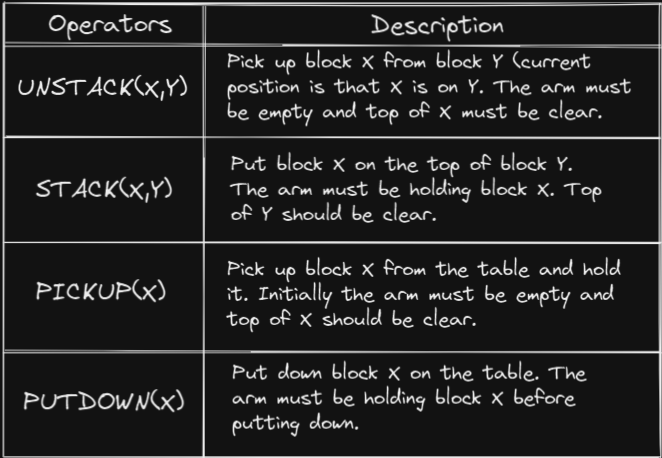 Operators
Description
UNSTACK(X,Y)
Pick up block X from block Y (current
position is that X is on Y. The arm must
be empty and top of X must be clear.
STACK(X,Y)
Put block X on the top of block Y.
The arm must be holding block X. Top
of Y should be clear.
PICKUP(X)
Pick up block X from the table and hold
it. Initially the arm must be empty and
top of X should be clear.
PUTDOWN(X)
Put down block X on the table. The
arm must be holding block X before
putting down.